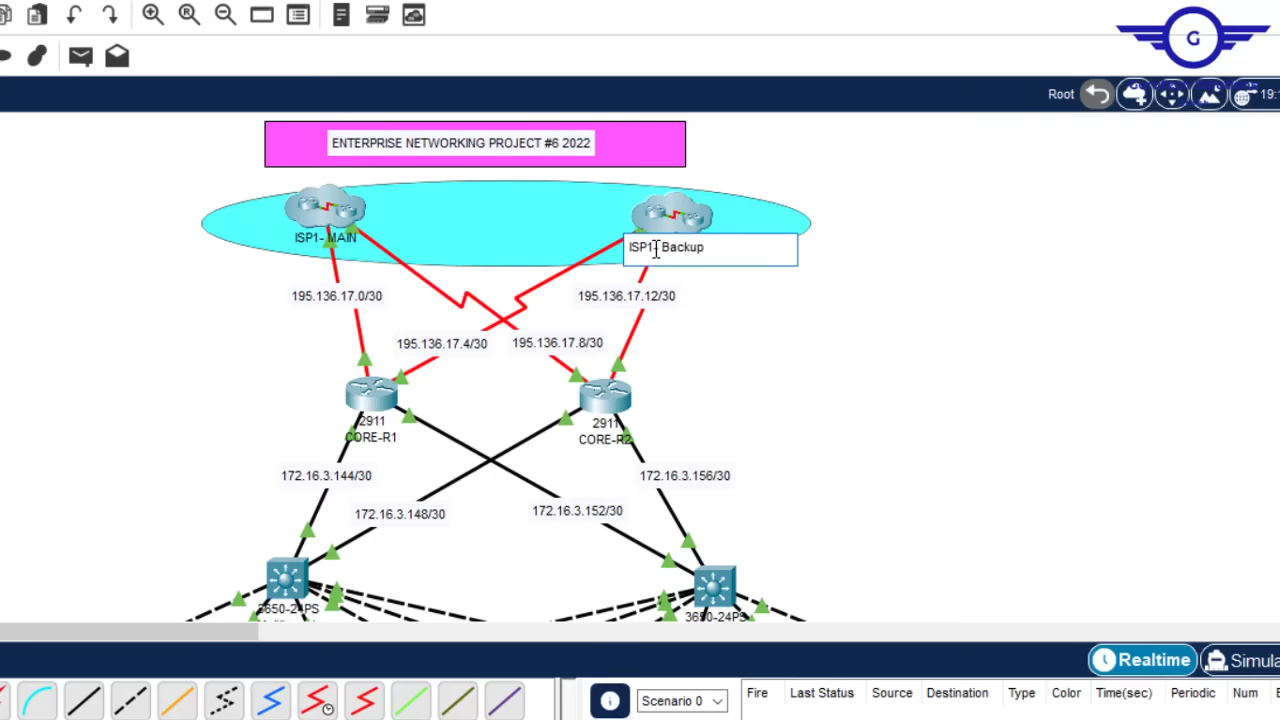 G
Root
19:
ENTERPRISE NETWORKING PROJECT #6 2022
ISP1- MAIN
ISP1- Backup
195.136.17.0/30
195.136.17.12/30
195.136.17.4/30
195.136.17.8/30
2911
CORE-R1
2911
CORE-R2
172.16.3.144/30
172.16.3.156/30
172.16.3.148/30
172.16.3.152/30
3650-24PS
3650-24PS
Realtime
Simula
Scenario 0
Fire Last Status Source Destination Type Color Time(sec) Periodic Num